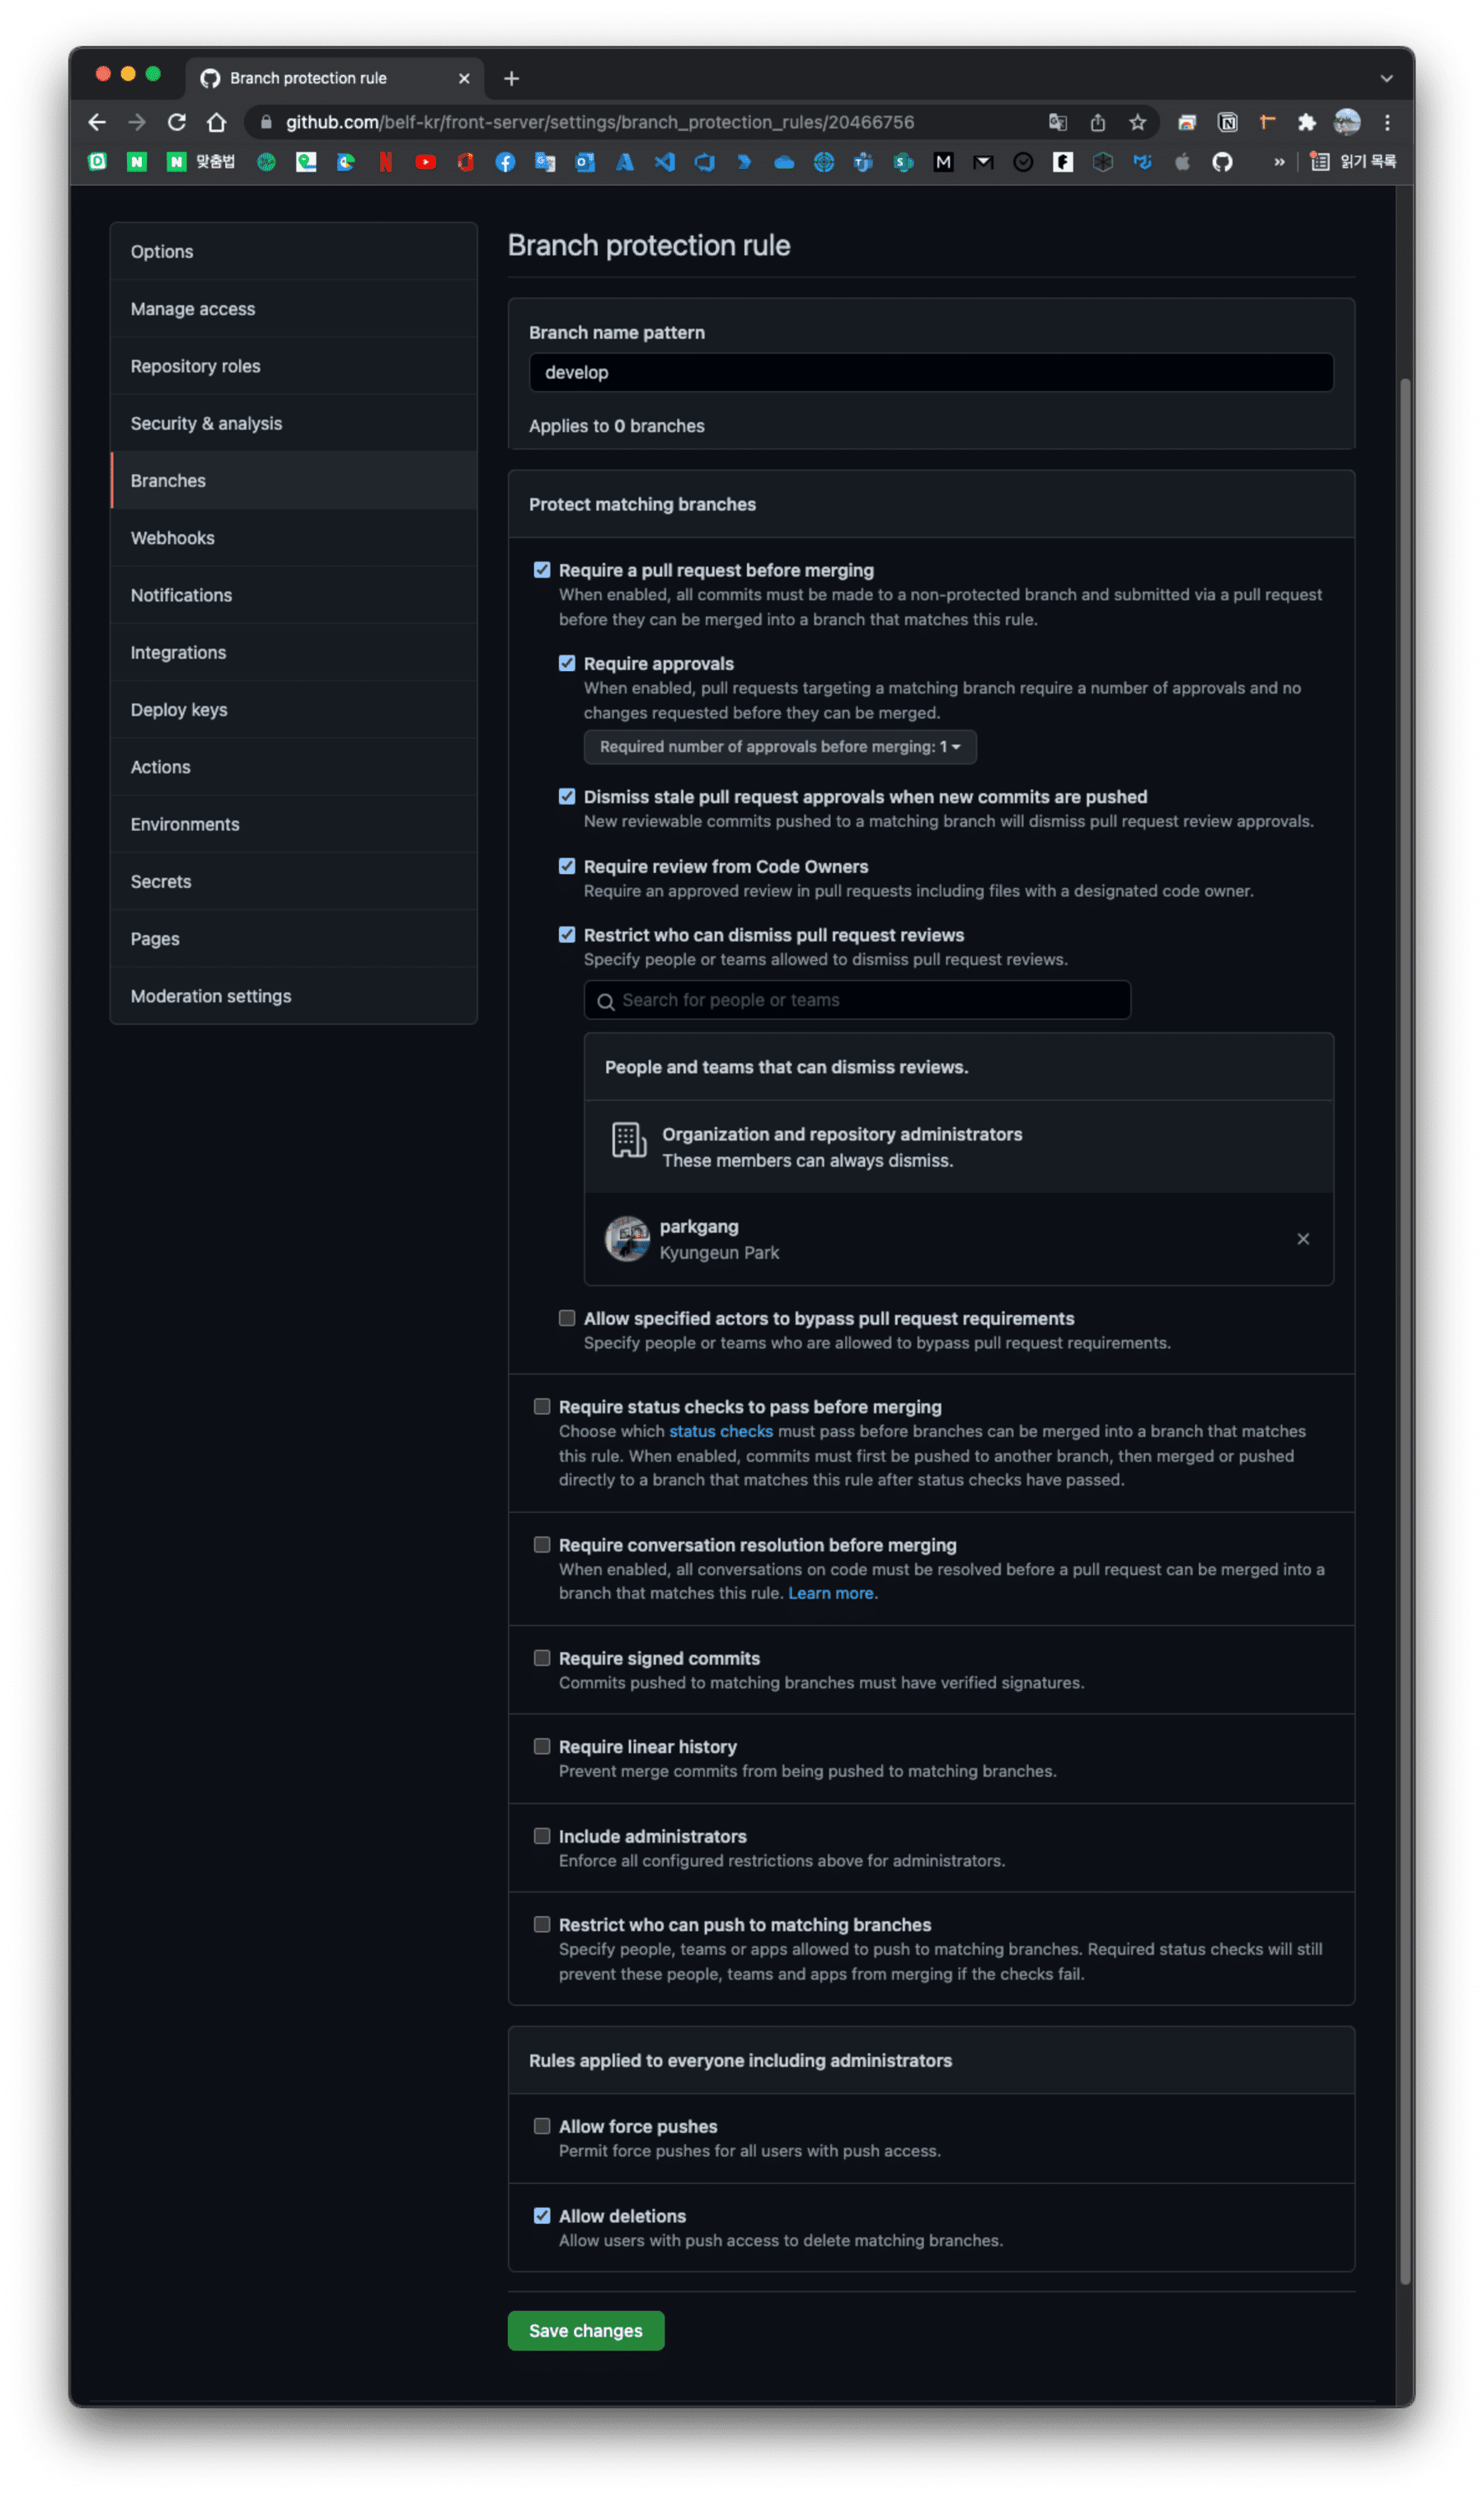 Branch protection rule
github.com/belf-kr/front-server/settings/branch_protection_rules/20466756
맞춤법
읽기 목록
Options
Manage access
Repository roles
Security & analysis
Branches
Webhooks
Notifications
Integrations
Deploy keys
Actions
Environments
Secrets
Pages
Moderation settings
Branch protection rule
Branch name pattern
develop
Applies to 0 branches
Protect matching branches
Require a pull request before merging
When enabled, all commits must be made to a non-protected branch and submitted via a pull request
before they can be merged into a branch that matches this rule.
Require approvals
When enabled, pull requests targeting a matching branch require a number of approvals and no
changes requested before they can be merged.
Required number of approvals before merging: 1
Dismiss stale pull request approvals when new commits are pushed
New reviewable commits pushed to a matching branch will dismiss pull request review approvals.
Require review from Code Owners
Require an approved review in pull requests including files with a designated code owner.
Restrict who can dismiss pull request reviews
Specify people or teams allowed to dismiss pull request reviews.
Search for people or teams
People and teams that can dismiss reviews.
Organization and repository administrators
These members can always dismiss.
parkgang
Kyungeun Park
Allow specified actors to bypass pull request requirements
Specify people or teams who are allowed to bypass pull request requirements.
Require status checks to pass before merging
Choose which status checks must pass before branches can be merged into a branch that matches
this rule. When enabled, commits must first be pushed to another branch, then merged or pushed
directly to a branch that matches this rule after status checks have passed.
Require conversation resolution before merging
When enabled, all conversations on code must be resolved before a pull request can be merged into a
branch that matches this rule. Learn more.
Require signed commits
Commits pushed to matching branches must have verified signatures.
Require linear history
Prevent merge commits from being pushed to matching branches.
Include administrators
Enforce all configured restrictions above for administrators.
Restrict who can push to matching branches
Specify people, teams or apps allowed to push to matching branches. Required status checks will still
prevent these people, teams and apps from merging if the checks fail.
Rules applied to everyone including administrators
Allow force pushes
Permit force pushes for all users with push access.
Allow deletions
Allow users with push access to delete matching branches.
Save changes